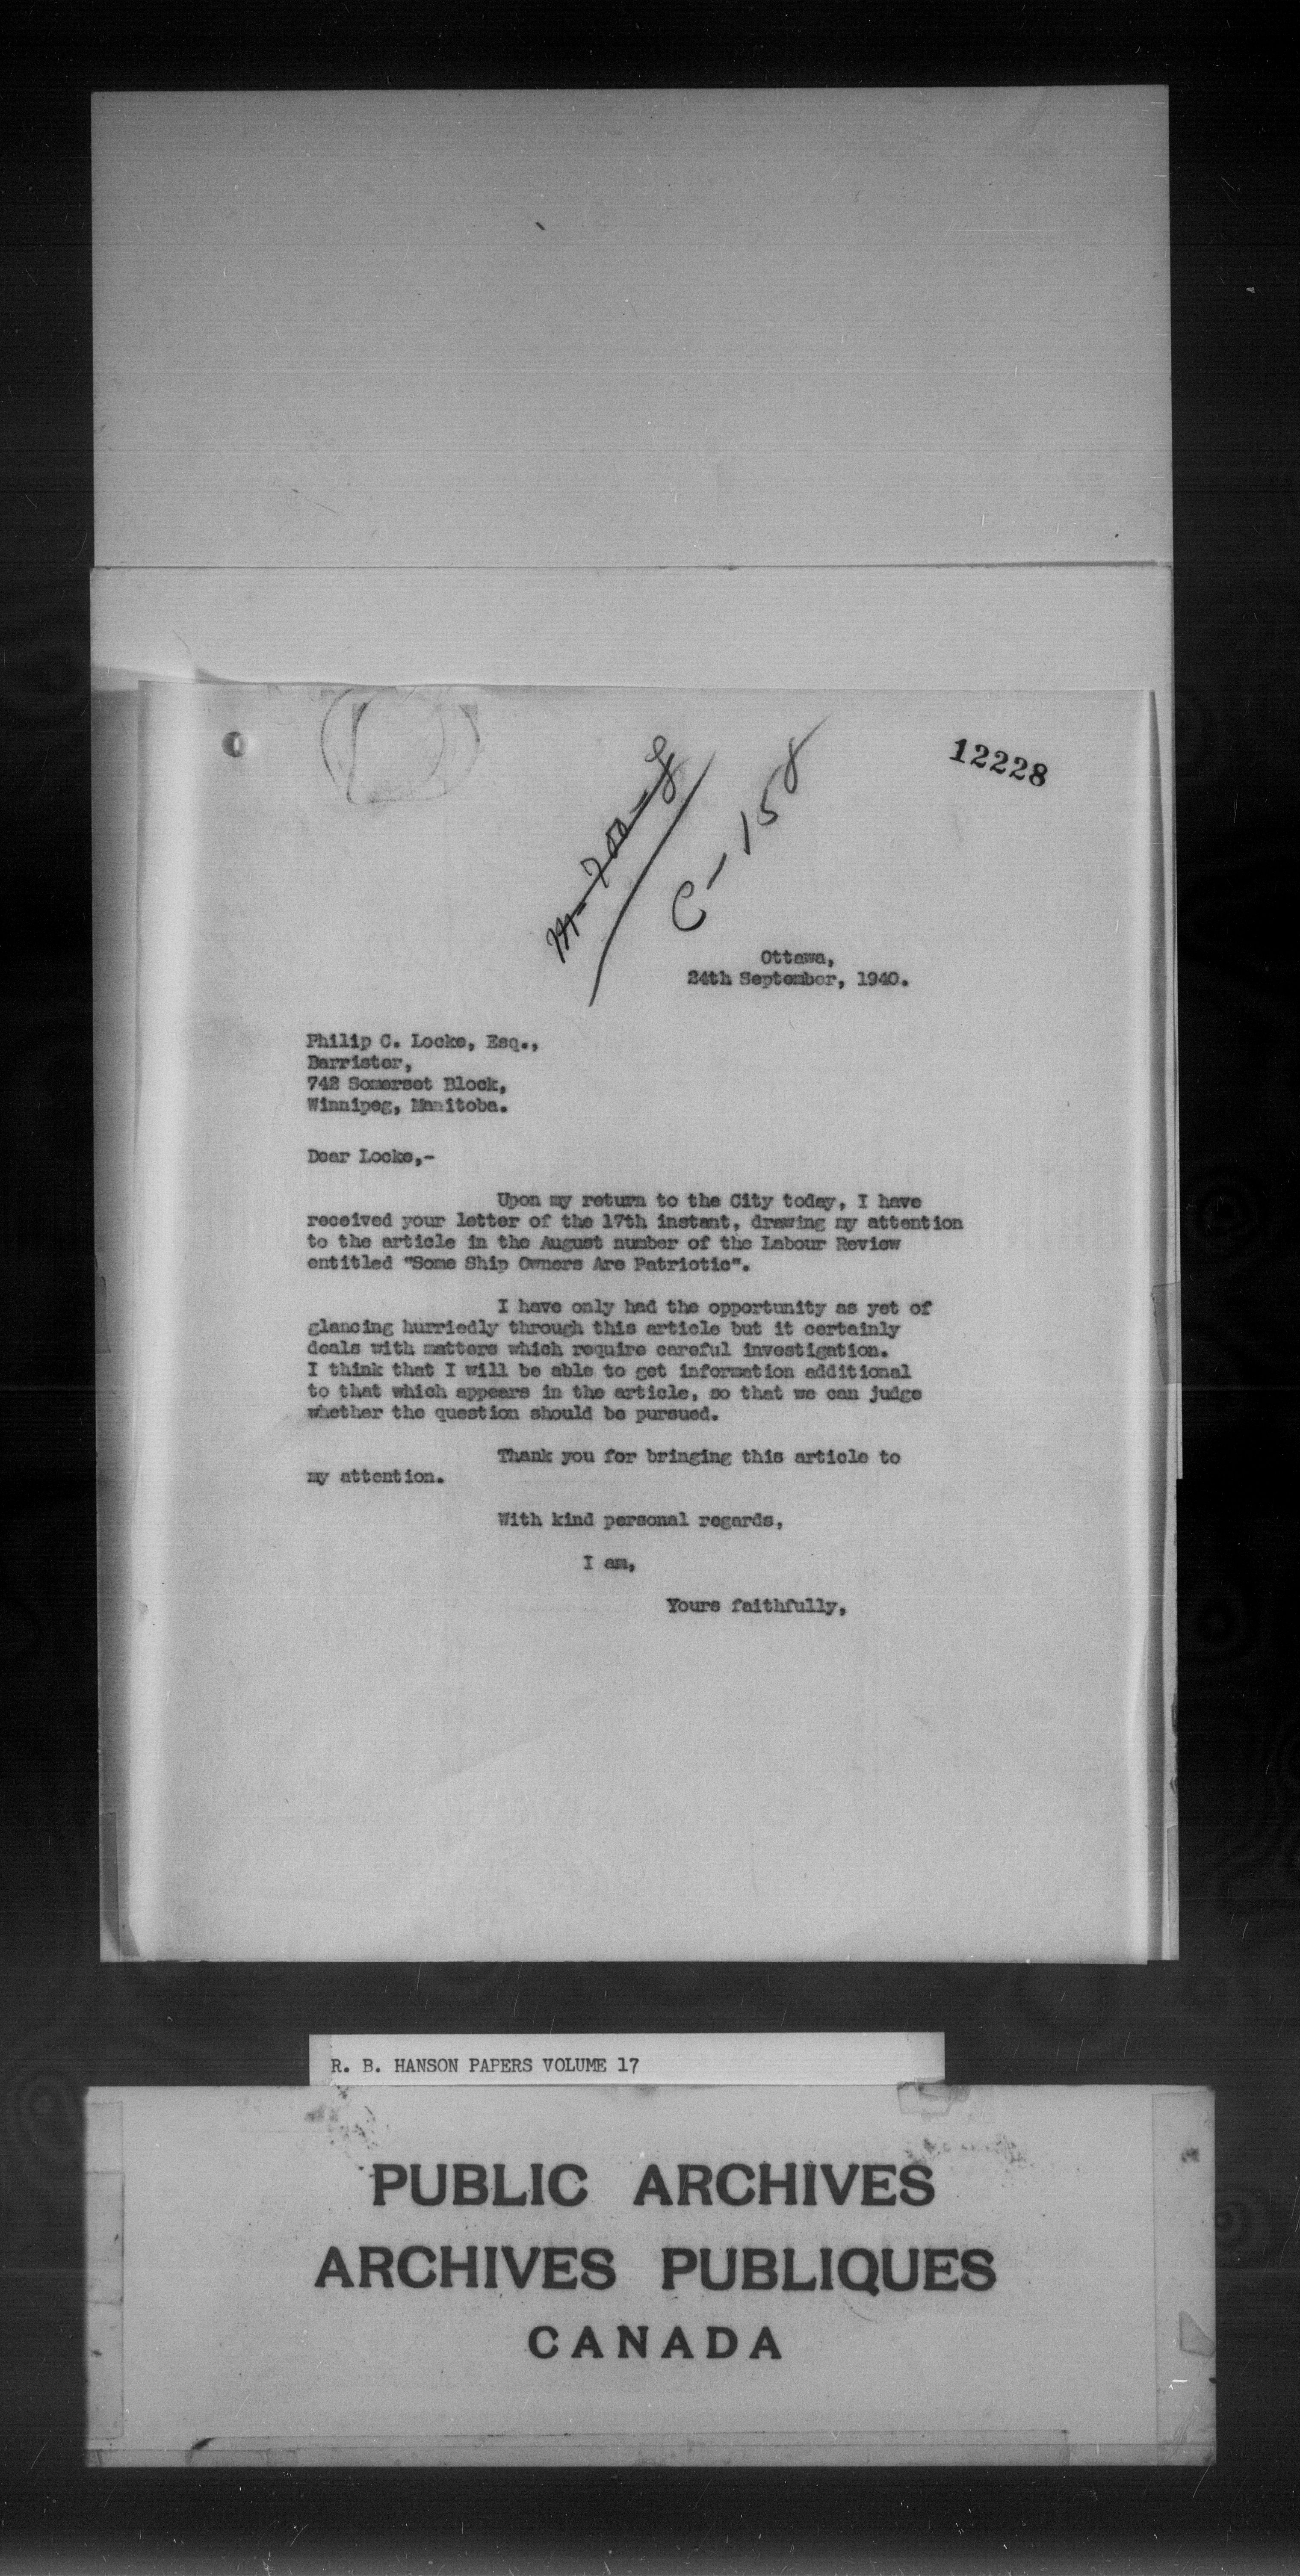 12228
C-158
Ottawa,
24th September, 1940.
Philip C. Locke, Esq.,
Barrister,
742 Somerset Block,
Winnipeg, Manitoba.
Dear Locke,-
Upon my return to the City today, I have
received your letter of the 17th instant, drawing my attention
to the article in the August number of the Labour Review
entitled "Some Ship Owners Are Patriotic".
I have only had the opportunity as yet of
glancing hurriedly through this article but it certainly
deals with matters which require careful investigation.
I think that I will be able to get information additional
to that which appears in the article, so that we can judge
whether the question should be pursued.
Thank you for bringing this article to
my attention.
With kind personal regards,
I am,
Yours faithfully,
R. B. HANSON PAPERS VOLUME 17
PUBLIC ARCHIVES
ARCHIVES PUBLIQUES
CANADA